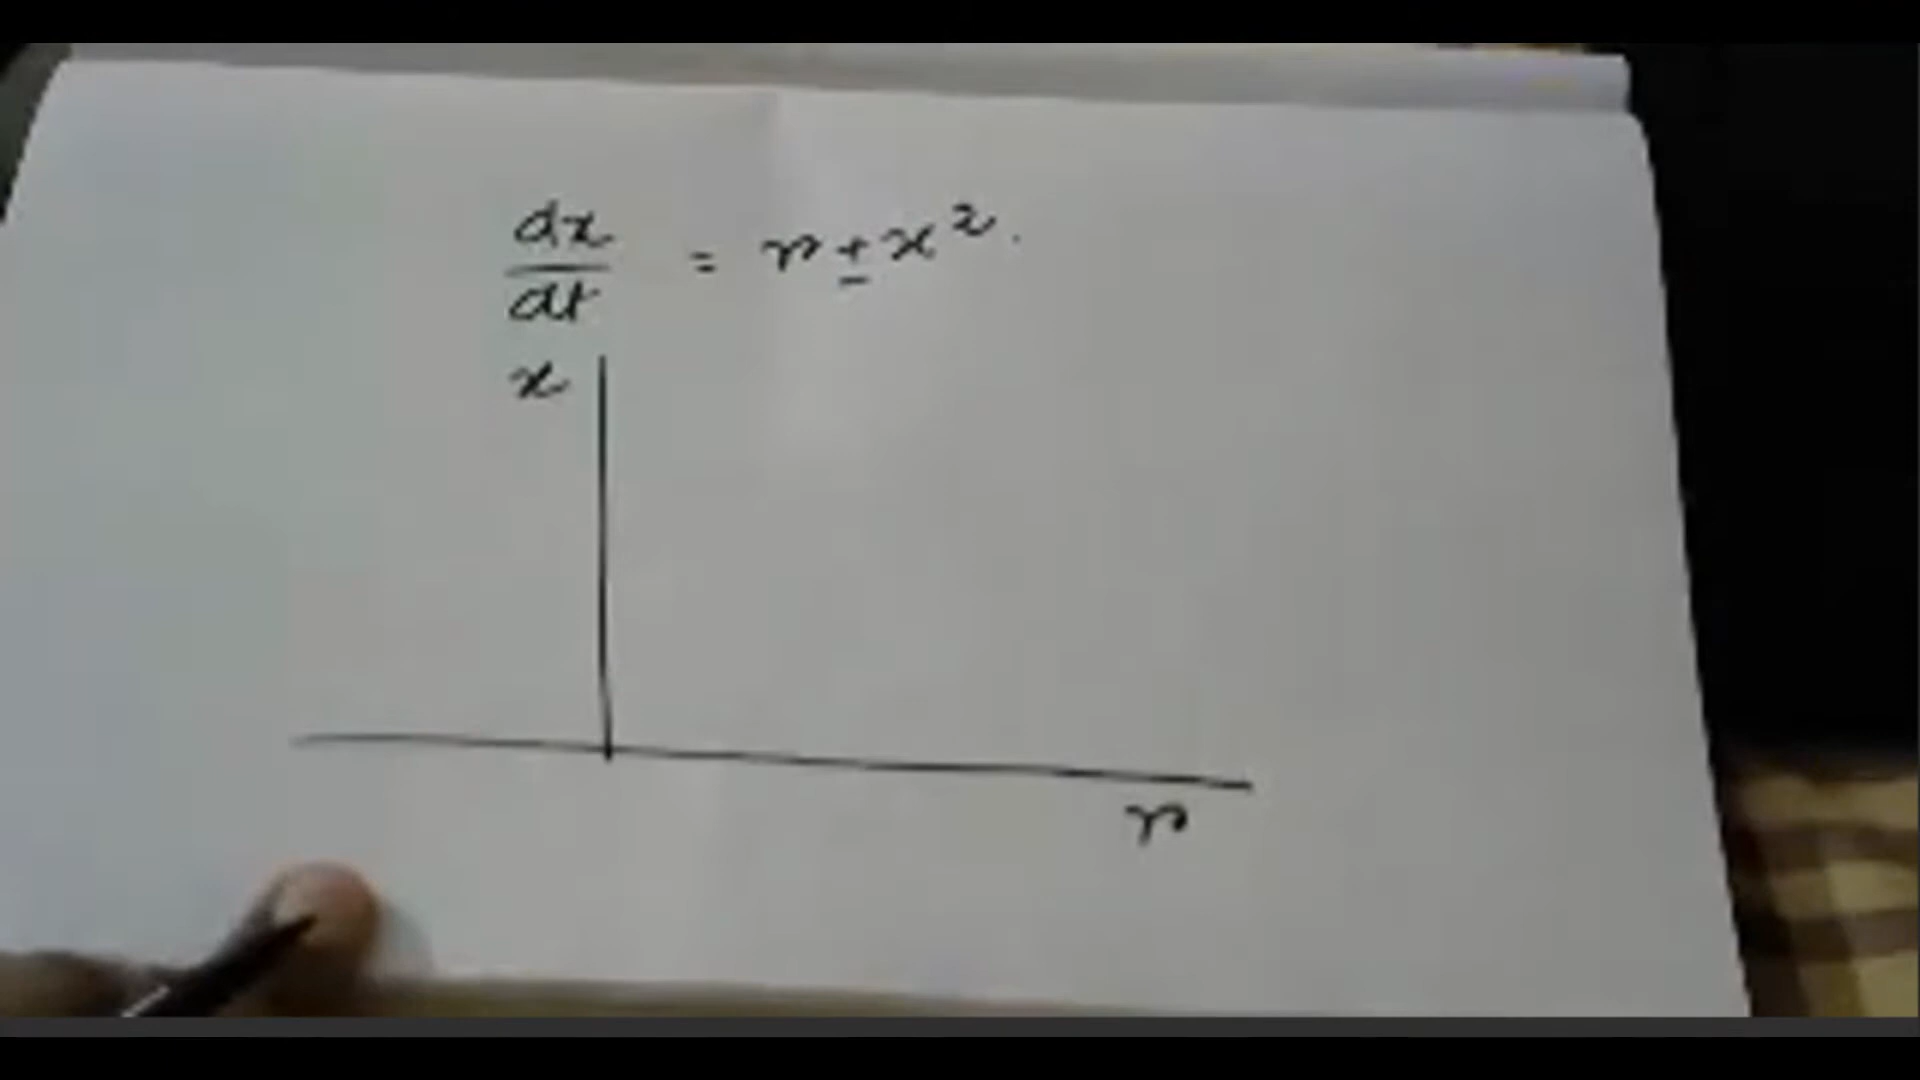 dx/dt = r ± x².
x
r